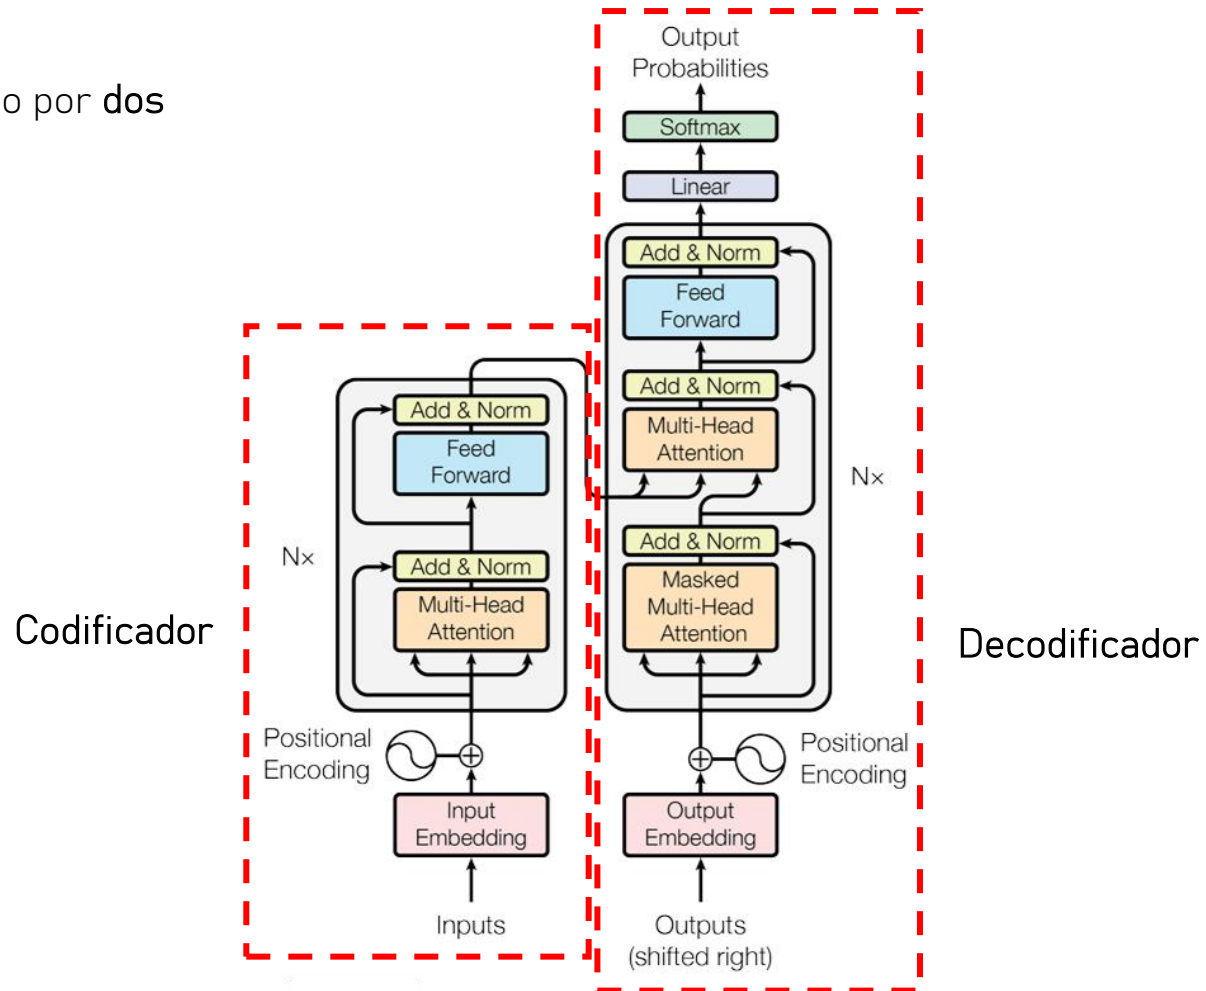 o por dos
Codificador
Nx
Add & Norm
Feed
Forward
Add & Norm
Multi-Head
Attention
Positional
Encoding
Input
Embedding
Inputs
Output
Probabilities
Softmax
Linear
Add & Norm
Feed
Forward
Add & Norm
Multi-Head
Attention
Nx
Add & Norm
Masked
Multi-Head
Attention
Positional
Encoding
Output
Embedding
Outputs
(shifted right)
Decodificador